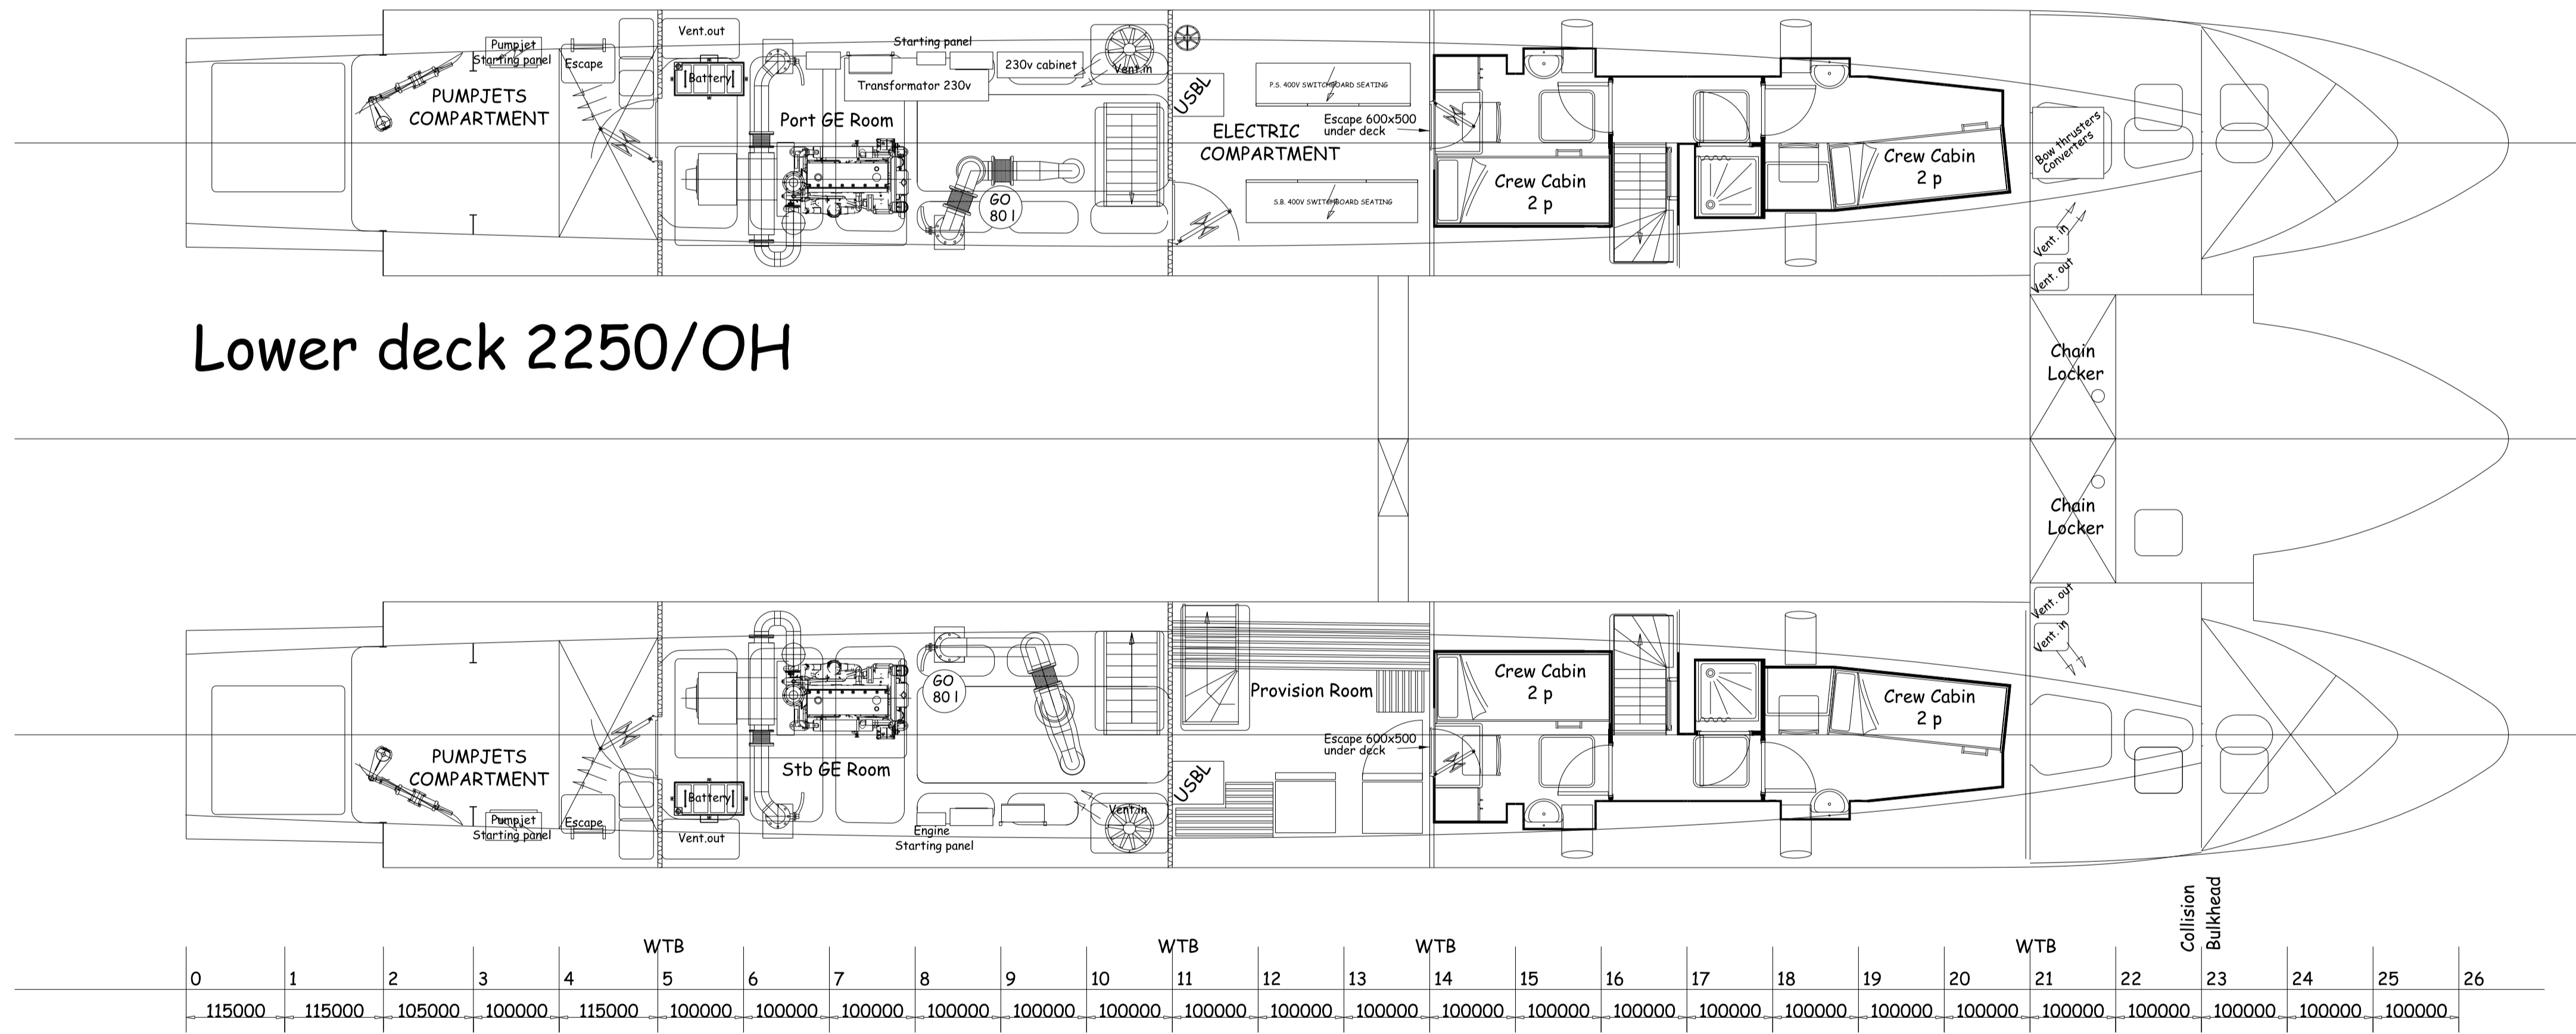 Vent.out
Pumpjet
Starting panel
Escape
Battery
PUMPJETS
COMPARTMENT
Starting panel
230v cabinet
Vent.in
Transformator 230v
Port GE Room
GO
80 l
USBL
P.S. 400V SWITCHBOARD SEATING
ELECTRIC
COMPARTMENT
Escape 600x500
under deck
S.B. 400V SWITCHBOARD SEATING
Crew Cabin
2 p
Crew Cabin
2 p
Bow thrusters
Converters
Vent. in
Vent. out
Lower deck 2250/OH
Chain
Locker
Chain
Locker
Vent. out
Vent. in
PUMPJETS
COMPARTMENT
Pumpjet
Starting panel
Escape
Battery
Vent.out
Stb GE Room
GO
80 l
Engine
Starting panel
Vent.in
Provision Room
USBL
Escape 600x500
under deck
Crew Cabin
2 p
Crew Cabin
2 p
Collision
Bulkhead
WTB WTB WTB WTB
0 1 2 3 4 5 6 7 8 9 10 11 12 13 14 15 16 17 18 19 20 21 22 23 24 25 26
115000 115000 105000 100000 115000 100000 100000 100000 100000 100000 100000 100000 100000 100000 100000 100000 100000 100000 100000 100000 100000 100000 100000 100000 100000 100000